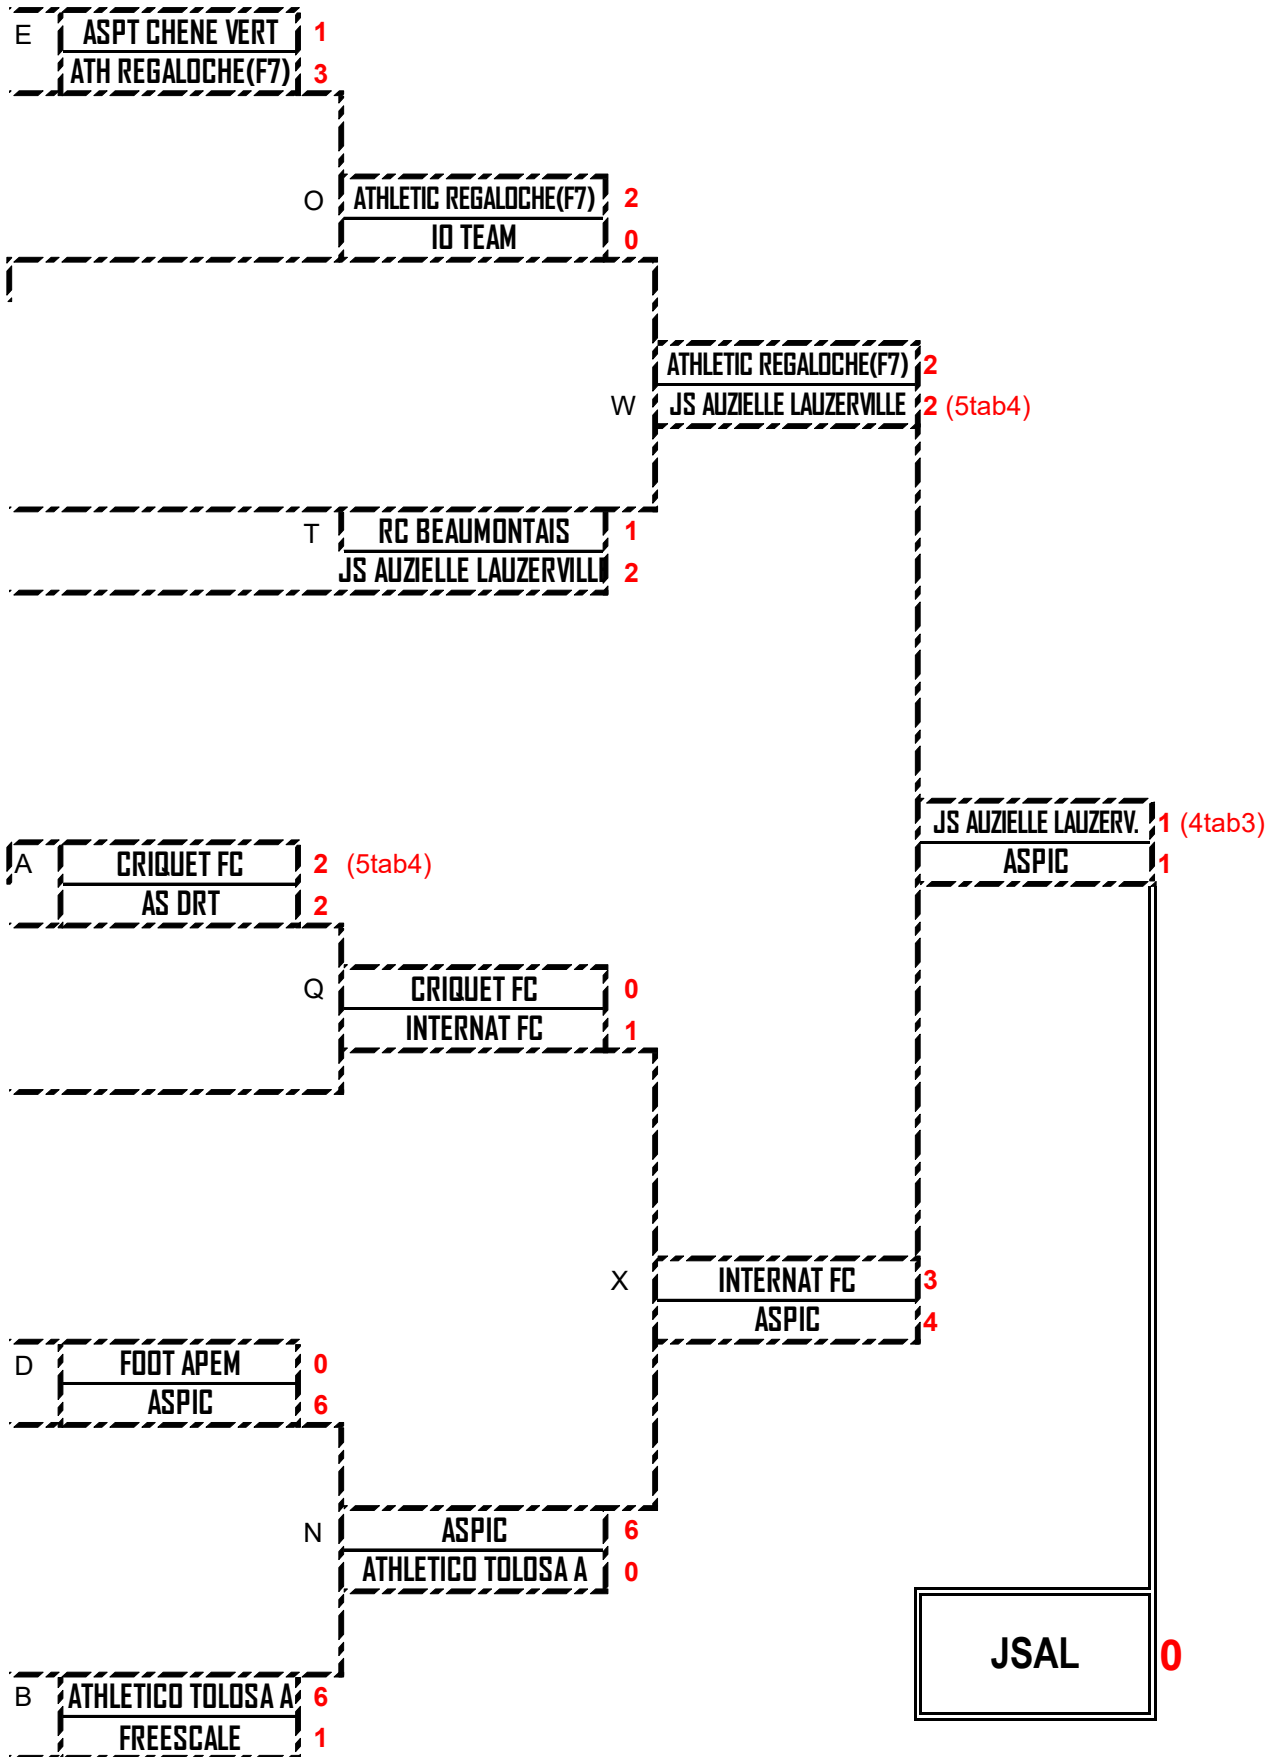 E ASPT CHENE VERT 1
ATH REGALOCHE(F7) 3
O ATHLETIC REGALOCHE(F7) 2
IO TEAM 0
ATHLETIC REGALOCHE(F7) 2
W JS AUZIELLE LAUZERVILLE 2 (5tab4)
T RC BEAUMONTAIS 1
JS AUZIELLE LAUZERVILLE 2
JS AUZIELLE LAUZERV. 1 (4tab3)
ASPIC 1
A CRIQUET FC 2 (5tab4)
AS DRT 2
Q CRIQUET FC 0
INTERNAT FC 1
X INTERNAT FC 3
ASPIC 4
D FOOT APEM 0
ASPIC 6
N ASPIC 6
ATHLETICO TOLOSA A 0
JSAL 0
B ATHLETICO TOLOSA A 6
FREESCALE 1